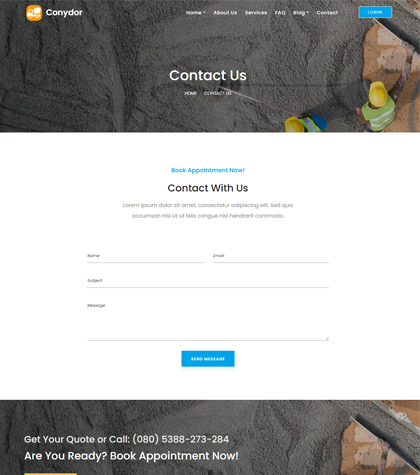 Conydor
Home About Us Services FAQ Blog Contact
LOGIN
Contact Us
HOME CONTACT US
Book Appointment Now!
Contact With Us
Lorem ipsum dolor sit amet, consectetur adipiscing elit. Sed quis
accumsan nisi Ut ut felis congue nisl hendrerit commodo.
Name Email
Subject
Message
SEND MESSAGE
Get Your Quote or Call: (080) 5388-273-284
Are You Ready? Book Appointment Now!